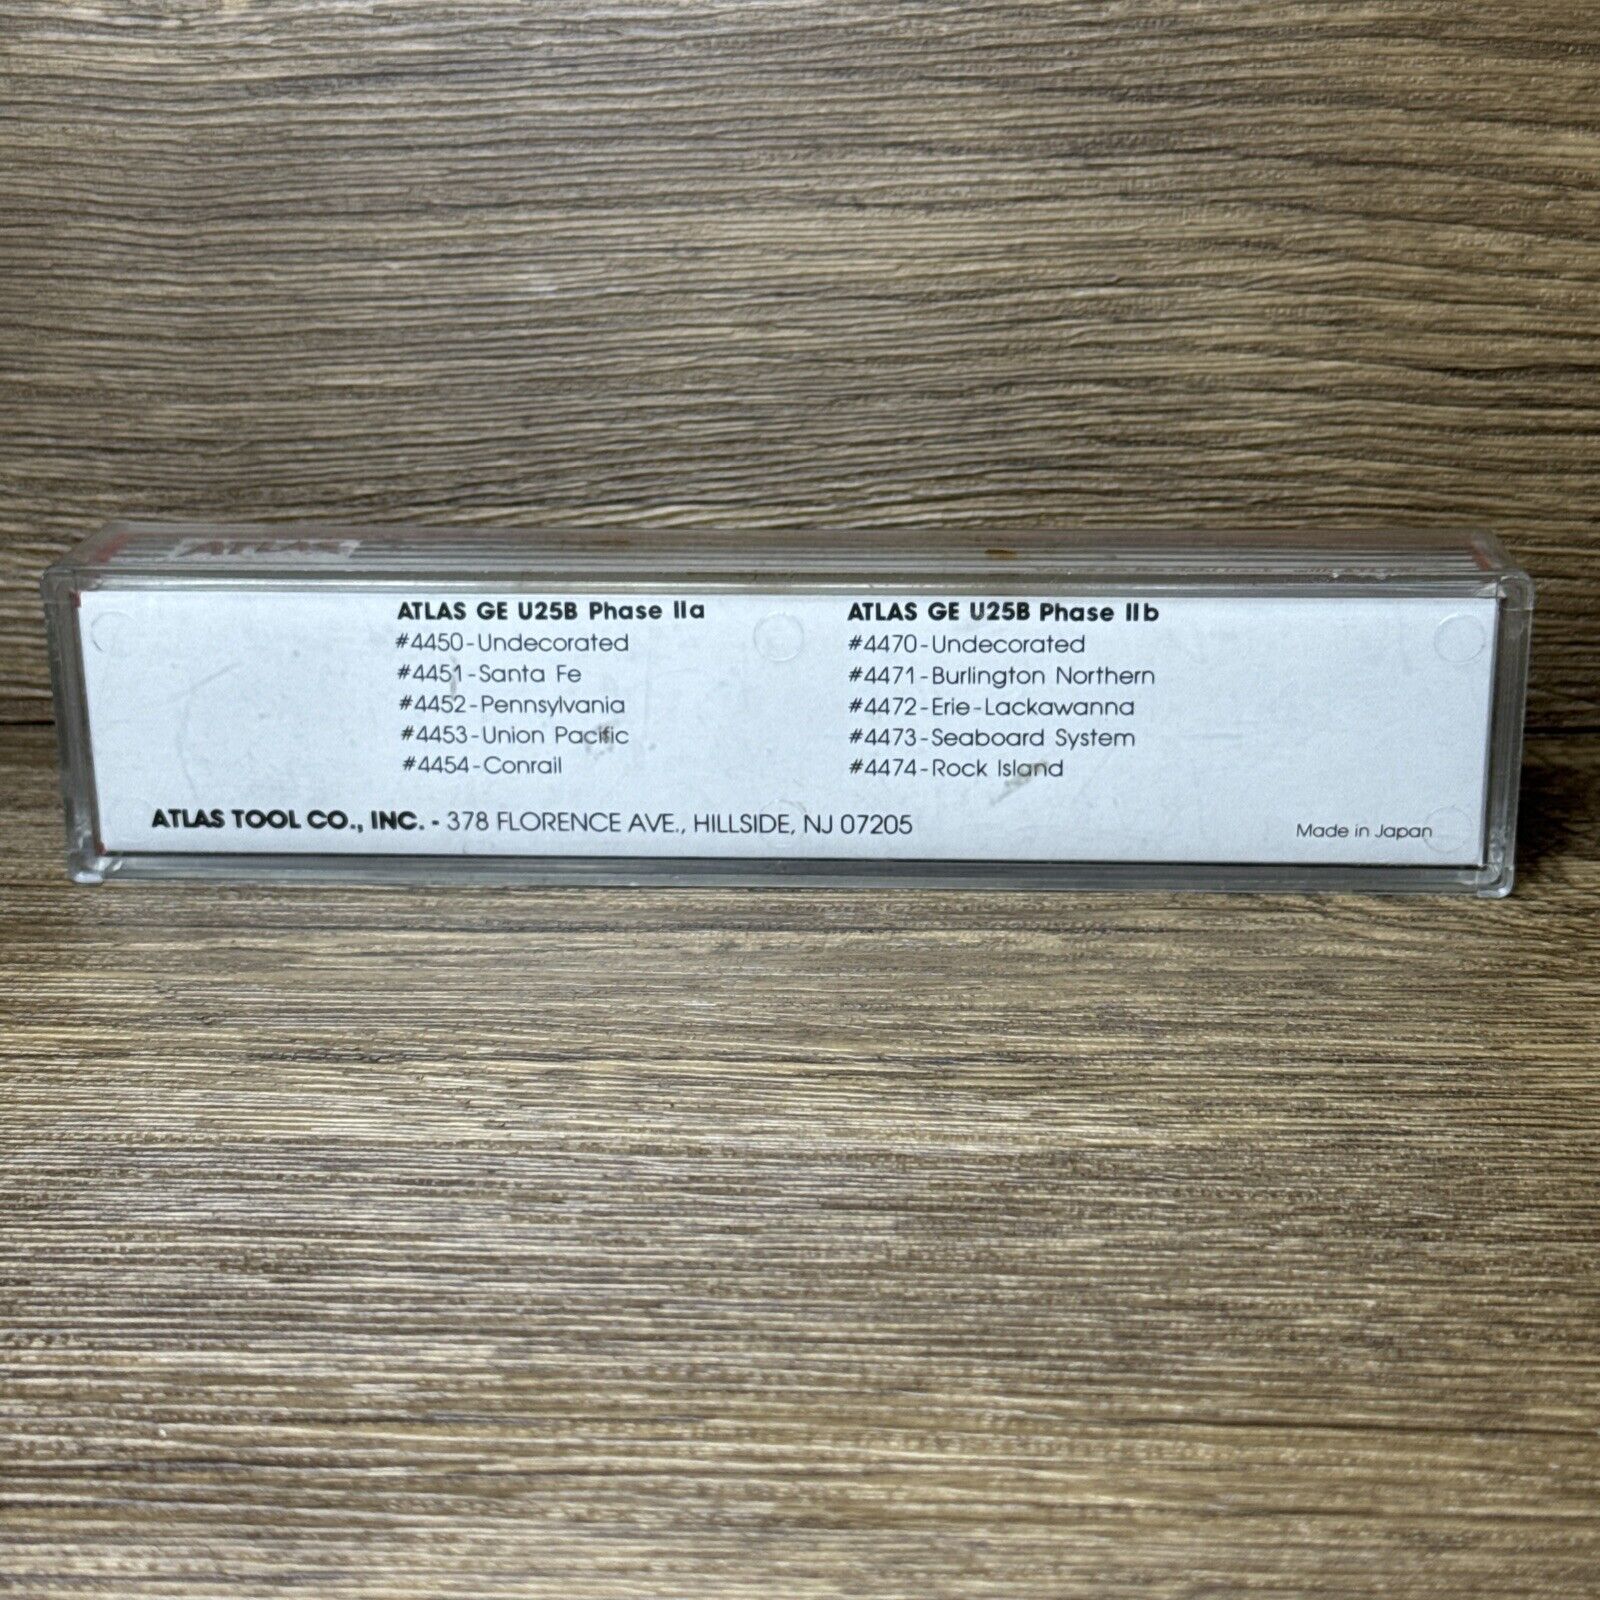 ATLAS
ATLAS GE U25B Phase IIa
#4450-Undecorated
#4451-Santa Fe
#4452-Pennsylvania
#4453-Union Pacific
#4454-Conrail
ATLAS GE U25B Phase IIb
#4470-Undecorated
#4471-Burlington Northern
#4472-Erie-Lackawanna
#4473-Seaboard System
#4474-Rock Island
ATLAS TOOL CO., INC. - 378 FLORENCE AVE., HILLSIDE, NJ 07205
Made in Japan